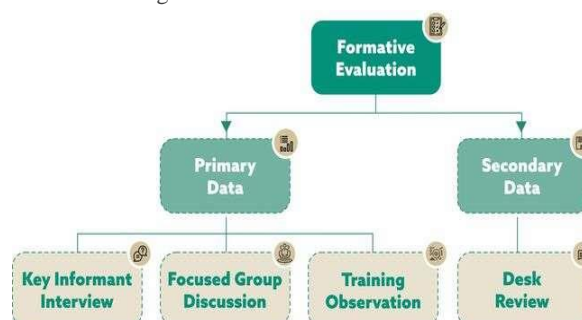 Formative
Evaluation
Primary
Data
Secondary
Data
Key Informant
Interview
Focused Group
Discussion
Training
Observation
Desk
Review